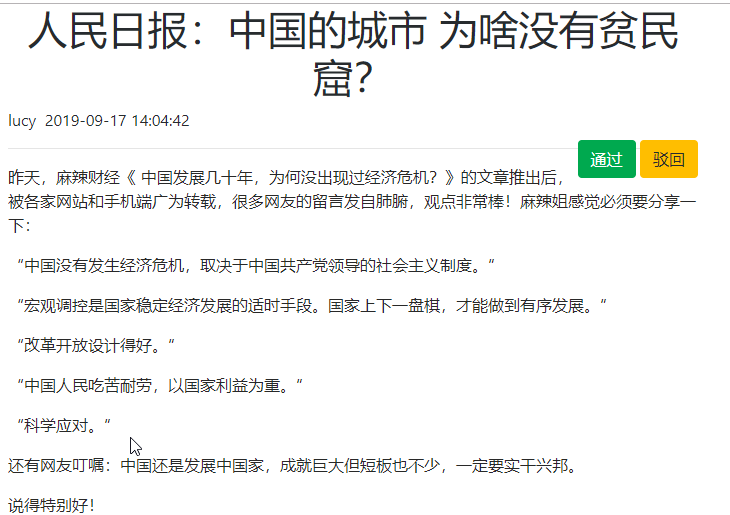 人民日报：中国的城市 为啥没有贫民
窟？
lucy 2019-09-17 14:04:42
通过 驳回
昨天，麻辣财经《 中国发展几十年，为何没出现过经济危机？》的文章推出后，
被各家网站和手机端广为转载，很多网友的留言发自肺腑，观点非常棒！麻辣姐感觉必须要分享一
下：
“中国没有发生经济危机，取决于中国共产党领导的社会主义制度。“
“宏观调控是国家稳定经济发展的适时手段。国家上下一盘棋，才能做到有序发展。“
“改革开放设计得好。“
“中国人民吃苦耐劳，以国家利益为重。“
“科学应对。“
还有网友叮嘱：中国还是发展中国家，成就巨大但短板也不少，一定要实干兴邦。
说得特别好！